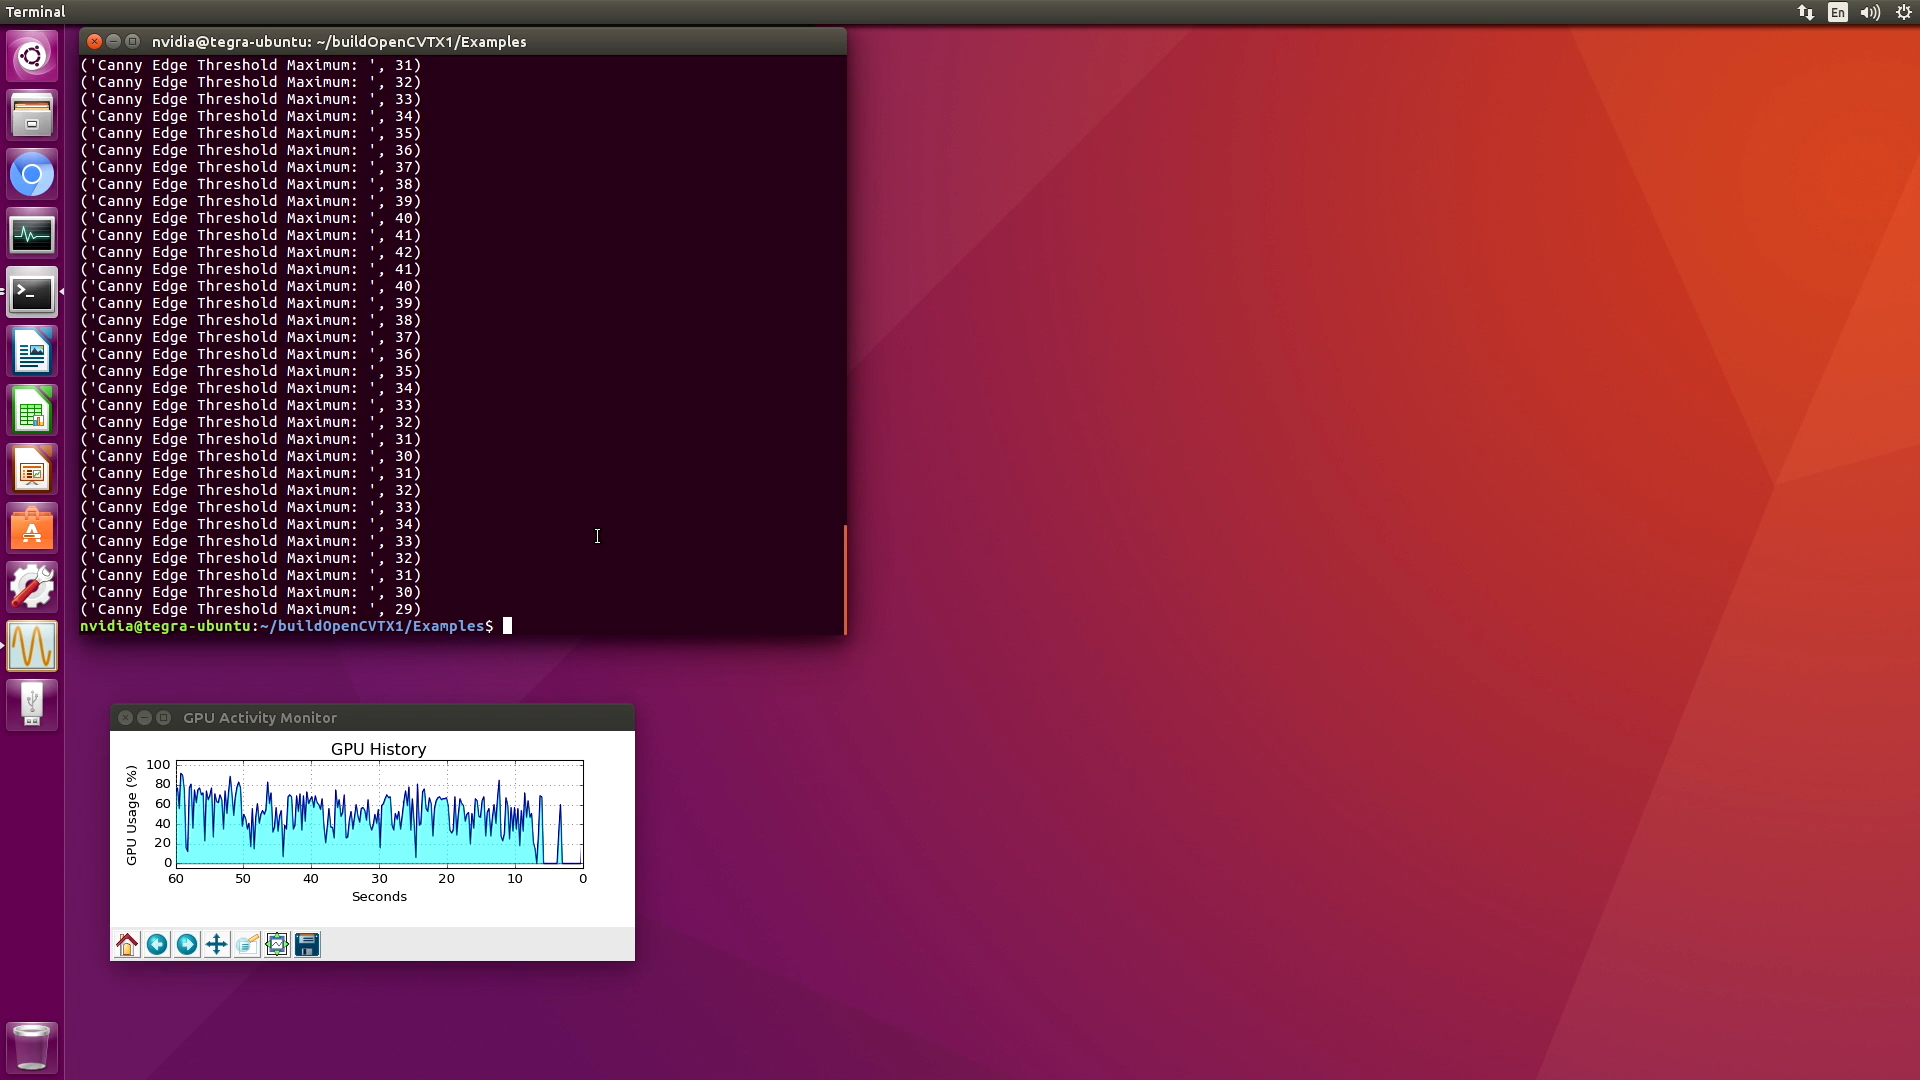 Terminal
En
nvidia@tegra-ubuntu: ~/buildOpenCVTX1/Examples
('Canny Edge Threshold Maximum: ', 31)
('Canny Edge Threshold Maximum: ', 32)
('Canny Edge Threshold Maximum: ', 33)
('Canny Edge Threshold Maximum: ', 34)
('Canny Edge Threshold Maximum: ', 35)
('Canny Edge Threshold Maximum: ', 36)
('Canny Edge Threshold Maximum: ', 37)
('Canny Edge Threshold Maximum: ', 38)
('Canny Edge Threshold Maximum: ', 39)
('Canny Edge Threshold Maximum: ', 40)
('Canny Edge Threshold Maximum: ', 41)
('Canny Edge Threshold Maximum: ', 42)
('Canny Edge Threshold Maximum: ', 41)
('Canny Edge Threshold Maximum: ', 40)
('Canny Edge Threshold Maximum: ', 39)
('Canny Edge Threshold Maximum: ', 38)
('Canny Edge Threshold Maximum: ', 37)
('Canny Edge Threshold Maximum: ', 36)
('Canny Edge Threshold Maximum: ', 35)
('Canny Edge Threshold Maximum: ', 34)
('Canny Edge Threshold Maximum: ', 33)
('Canny Edge Threshold Maximum: ', 32)
('Canny Edge Threshold Maximum: ', 31)
('Canny Edge Threshold Maximum: ', 30)
('Canny Edge Threshold Maximum: ', 31)
('Canny Edge Threshold Maximum: ', 32)
('Canny Edge Threshold Maximum: ', 33)
('Canny Edge Threshold Maximum: ', 34)
('Canny Edge Threshold Maximum: ', 33)
('Canny Edge Threshold Maximum: ', 32)
('Canny Edge Threshold Maximum: ', 31)
('Canny Edge Threshold Maximum: ', 30)
('Canny Edge Threshold Maximum: ', 29)
nvidia@tegra-ubuntu:~/buildOpenCVTX1/Examples$
GPU Activity Monitor
GPU History
GPU Usage (%)
100
80
60
40
20
0
60 50 40 30 20 10 0
Seconds